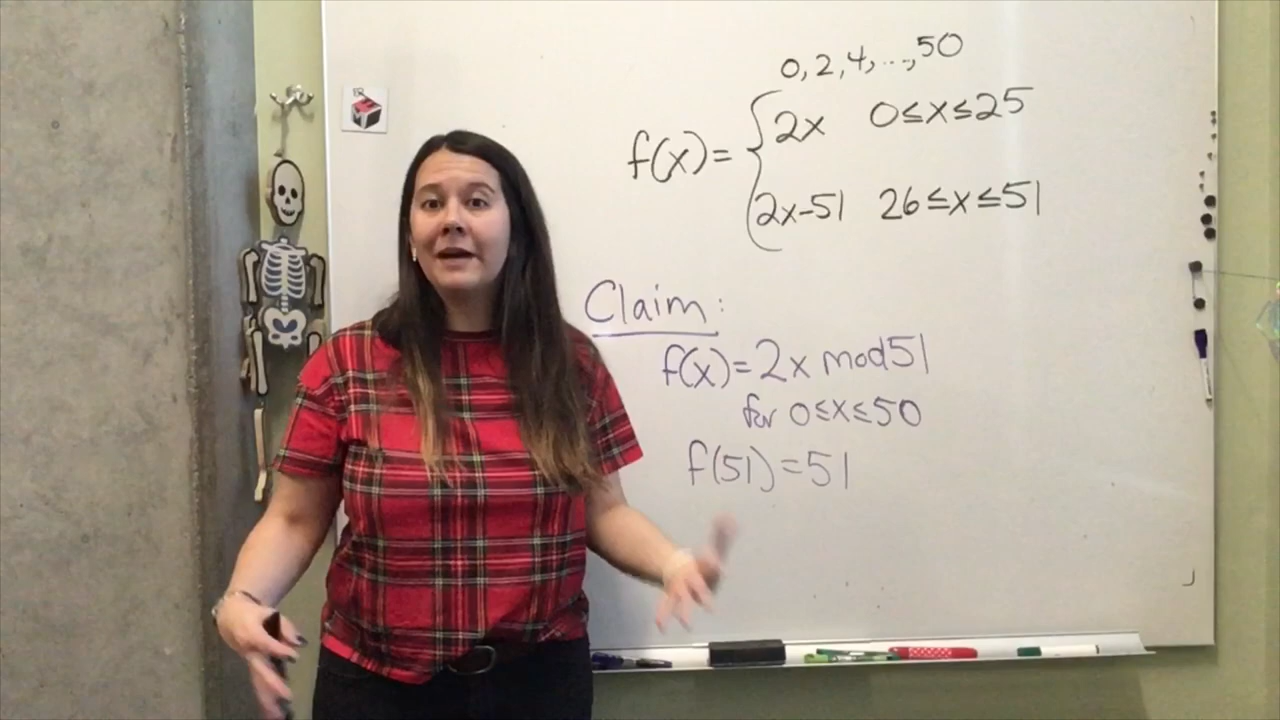 0, 2, 4, ..., 50
f(x) = { 2x 0 ≤ x ≤ 25
2x-51 26 ≤ x ≤ 51
Claim:
f(x) = 2x mod 51
for 0 ≤ x ≤ 50
f(51) = 51